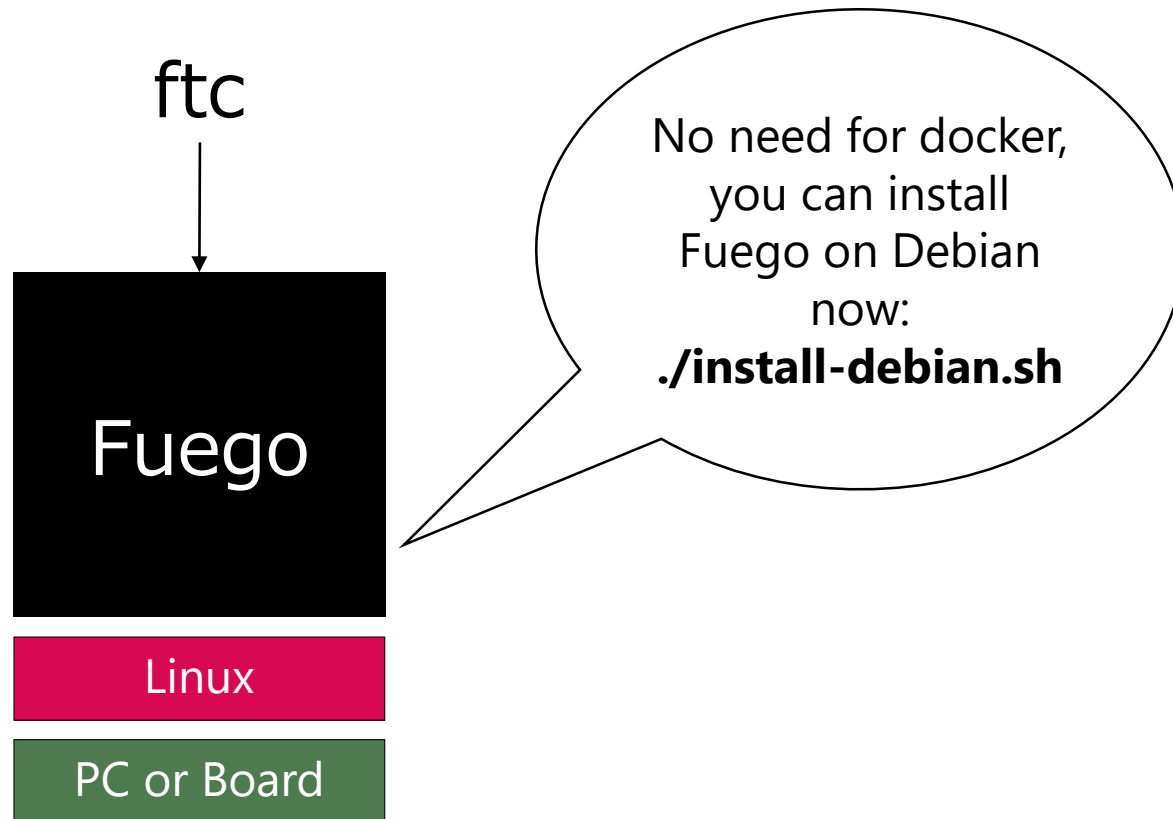 ftc
No need for docker,
you can install
Fuego on Debian
now:
./install-debian.sh
Fuego
Linux
PC or Board